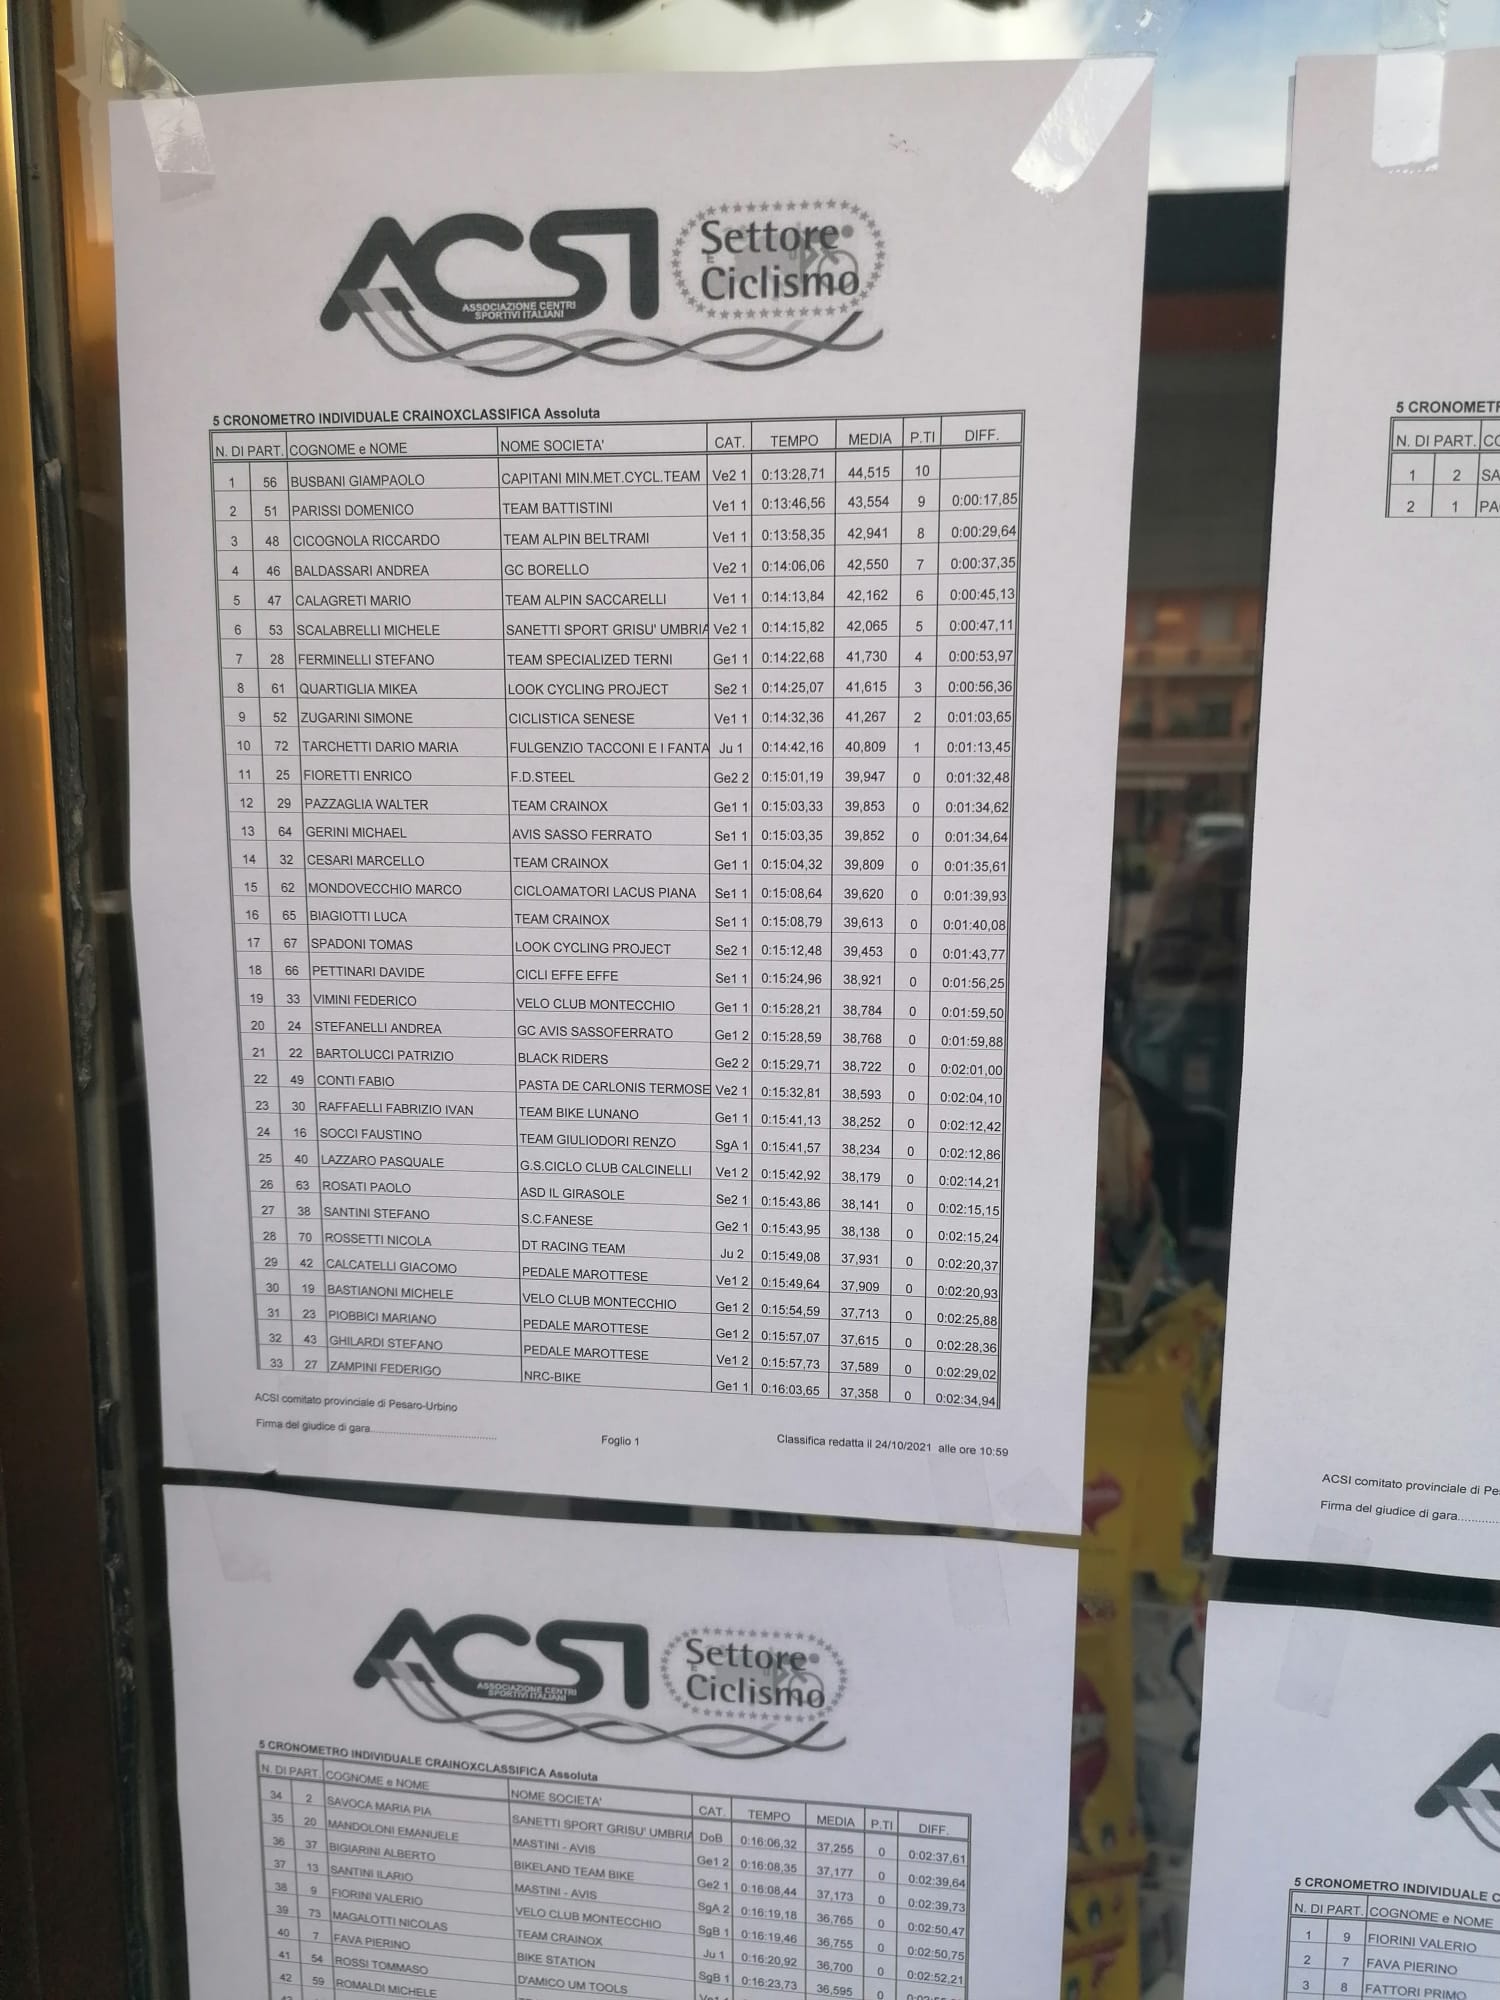 ACSI
ASSOCIAZIONE CENTRI
SPORTIVI ITALIANI
Settore
E
Ciclismo
5 CRONOMETRO INDIVIDUALE CRAINOXCLASSIFICA Assoluta
N. DI PART. COGNOME e NOME NOME SOCIETA' CAT. TEMPO MEDIA P.TI DIFF.
1 56 BUSBANI GIAMPAOLO CAPITANI MIN.MET.CYCL.TEAM Ve2 1 0:13:28,71 44,515 10
2 51 PARISSI DOMENICO TEAM BATTISTINI Ve1 1 0:13:46,56 43,554 9 0:00:17,85
3 48 CICOGNOLA RICCARDO TEAM ALPIN BELTRAMI Ve1 1 0:13:58,35 42,941 8 0:00:29,64
4 46 BALDASSARI ANDREA GC BORELLO Ve2 1 0:14:06,06 42,550 7 0:00:37,35
5 47 CALAGRETI MARIO TEAM ALPIN SACCARELLI Ve1 1 0:14:13,84 42,162 6 0:00:45,13
6 53 SCALABRELLI MICHELE SANETTI SPORT GRISU' UMBRIA Ve2 1 0:14:15,82 42,065 5 0:00:47,11
7 28 FERMINELLI STEFANO TEAM SPECIALIZED TERNI Ge1 1 0:14:22,68 41,730 4 0:00:53,97
8 61 QUARTIGLIA MIKEA LOOK CYCLING PROJECT Se2 1 0:14:25,07 41,615 3 0:00:56,36
9 52 ZUGARINI SIMONE CICLISTICA SENESE Ve1 1 0:14:32,36 41,267 2 0:01:03,65
10 72 TARCHETTI DARIO MARIA FULGENZIO TACCONI E I FANTA Ju 1 0:14:42,16 40,809 1 0:01:13,45
11 25 FIORETTI ENRICO F.D.STEEL Ge2 2 0:15:01,19 39,947 0 0:01:32,48
12 29 PAZZAGLIA WALTER TEAM CRAINOX Ge1 1 0:15:03,33 39,853 0 0:01:34,62
13 64 GERINI MICHAEL AVIS SASSO FERRATO Se1 1 0:15:03,35 39,852 0 0:01:34,64
14 32 CESARI MARCELLO TEAM CRAINOX Ge1 1 0:15:04,32 39,809 0 0:01:35,61
15 62 MONDOVECCHIO MARCO CICLOAMATORI LACUS PIANA Se1 1 0:15:08,64 39,620 0 0:01:39,93
16 65 BIAGIOTTI LUCA TEAM CRAINOX Se1 1 0:15:08,79 39,613 0 0:01:40,08
17 67 SPADONI TOMAS LOOK CYCLING PROJECT Se2 1 0:15:12,48 39,453 0 0:01:43,77
18 66 PETTINARI DAVIDE CICLI EFFE EFFE Se1 1 0:15:24,96 38,921 0 0:01:56,25
19 33 VIMINI FEDERICO VELO CLUB MONTECCHIO Ge1 1 0:15:28,21 38,784 0 0:01:59,50
20 24 STEFANELLI ANDREA GC AVIS SASSOFERRATO Ge1 2 0:15:28,59 38,768 0 0:01:59,88
21 22 BARTOLUCCI PATRIZIO BLACK RIDERS Ge2 2 0:15:29,71 38,722 0 0:02:01,00
22 49 CONTI FABIO PASTA DE CARLONIS TERMOSE Ve2 1 0:15:32,81 38,593 0 0:02:04,10
23 30 RAFFAELLI FABRIZIO IVAN TEAM BIKE LUNANO Ge1 1 0:15:41,13 38,252 0 0:02:12,42
24 16 SOCCI FAUSTINO TEAM GIULIODORI RENZO SgA 1 0:15:41,57 38,234 0 0:02:12,86
25 40 LAZZARO PASQUALE G.S.CICLO CLUB CALCINELLI Ve1 2 0:15:42,92 38,179 0 0:02:14,21
26 63 ROSATI PAOLO ASD IL GIRASOLE Se2 1 0:15:43,86 38,141 0 0:02:15,15
27 38 SANTINI STEFANO S.C.FANESE Ge2 1 0:15:43,95 38,138 0 0:02:15,24
28 70 ROSSETTI NICOLA DT RACING TEAM Ju 2 0:15:49,08 37,931 0 0:02:20,37
29 42 CALCATELLI GIACOMO PEDALE MAROTTESE Ve1 2 0:15:49,64 37,909 0 0:02:20,93
30 19 BASTIANONI MICHELE VELO CLUB MONTECCHIO Ge1 2 0:15:54,59 37,713 0 0:02:25,88
31 23 PIOBBICI MARIANO PEDALE MAROTTESE Ge1 2 0:15:57,07 37,615 0 0:02:28,36
32 43 GHILARDI STEFANO PEDALE MAROTTESE Ve1 2 0:15:57,73 37,589 0 0:02:29,02
33 27 ZAMPINI FEDERIGO NRC-BIKE Ge1 1 0:16:03,65 37,358 0 0:02:34,94
ACSI comitato provinciale di Pesaro-Urbino
Firma del giudice di gara
Foglio 1
Classifica redatta il 24/10/2021 alle ore 10:59
ACSI
ASSOCIAZIONE CENTRI
SPORTIVI ITALIANI
Settore
E
Ciclismo
5 CRONOMETRO INDIVIDUALE CRAINOXCLASSIFICA Assoluta
N. DI PART. COGNOME e NOME NOME SOCIETA' CAT. TEMPO MEDIA P.TI DIFF.
34 2 SAVOCA MARIA PIA SANETTI SPORT GRISU' UMBRIA DoB 0:16:06,32 37,255 0 0:02:37,61
35 20 MANDOLONI EMANUELE MASTINI - AVIS Ge1 2 0:16:08,35 37,177 0 0:02:39,64
36 37 BIGIARINI ALBERTO BIKELAND TEAM BIKE Ge2 1 0:16:08,44 37,173 0 0:02:39,73
37 13 SANTINI ILARIO MASTINI - AVIS SgA 2 0:16:19,18 36,765 0 0:02:50,47
38 9 FIORINI VALERIO VELO CLUB MONTECCHIO SgB 1 0:16:19,46 36,755 0 0:02:50,75
39 73 MAGALOTTI NICOLAS TEAM CRAINOX Ju 1 0:16:20,92 36,700 0 0:02:52,21
40 7 FAVA PIERINO BIKE STATION SgB 1 0:16:23,73 36,595 0
41 54 ROSSI TOMMASO D'AMICO UM TOOLS
42 59 ROMALDI MICHELE
5 CRONOMETR
N. DI PART. CO
1 2 SA
2 1 PA
ACSI comitato provinciale di Pe
Firma del giudice di gara
5 CRONOMETRO INDIVIDUALE C
N. DI PART. COGNOME e NOME
1 9 FIORINI VALERIO
2 7 FAVA PIERINO
3 8 FATTORI PRIMO